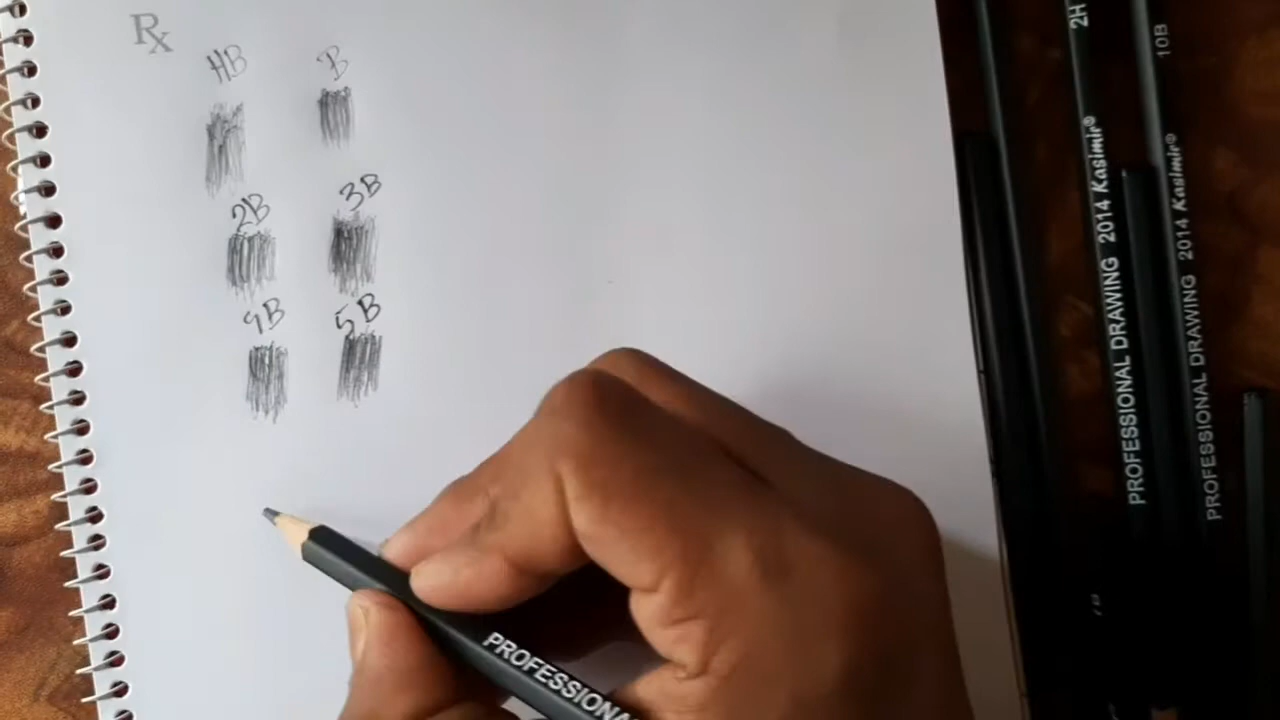 Rx
HB B
2B 3B
4B 5B
PROFESSIONAL DRAWING 2014 Kasimir® 2H
PROFESSIONAL DRAWING 2014 Kasimir® 10B
PROFESSIONA